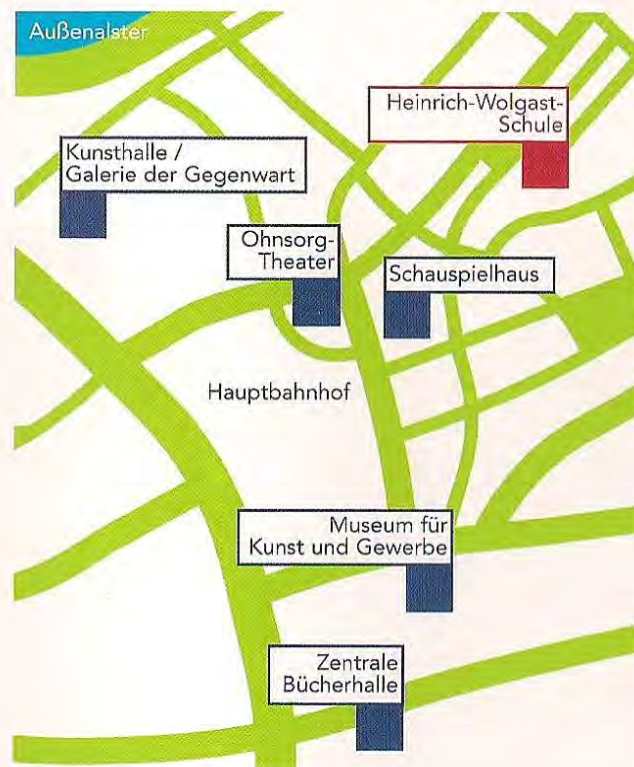 Außenalster
Heinrich-Wolgast-
Schule
Kunsthalle /
Galerie der Gegenwart
Ohnsorg-
Theater
Schauspielhaus
Hauptbahnhof
Museum für
Kunst und Gewerbe
Zentrale
Bücherhalle